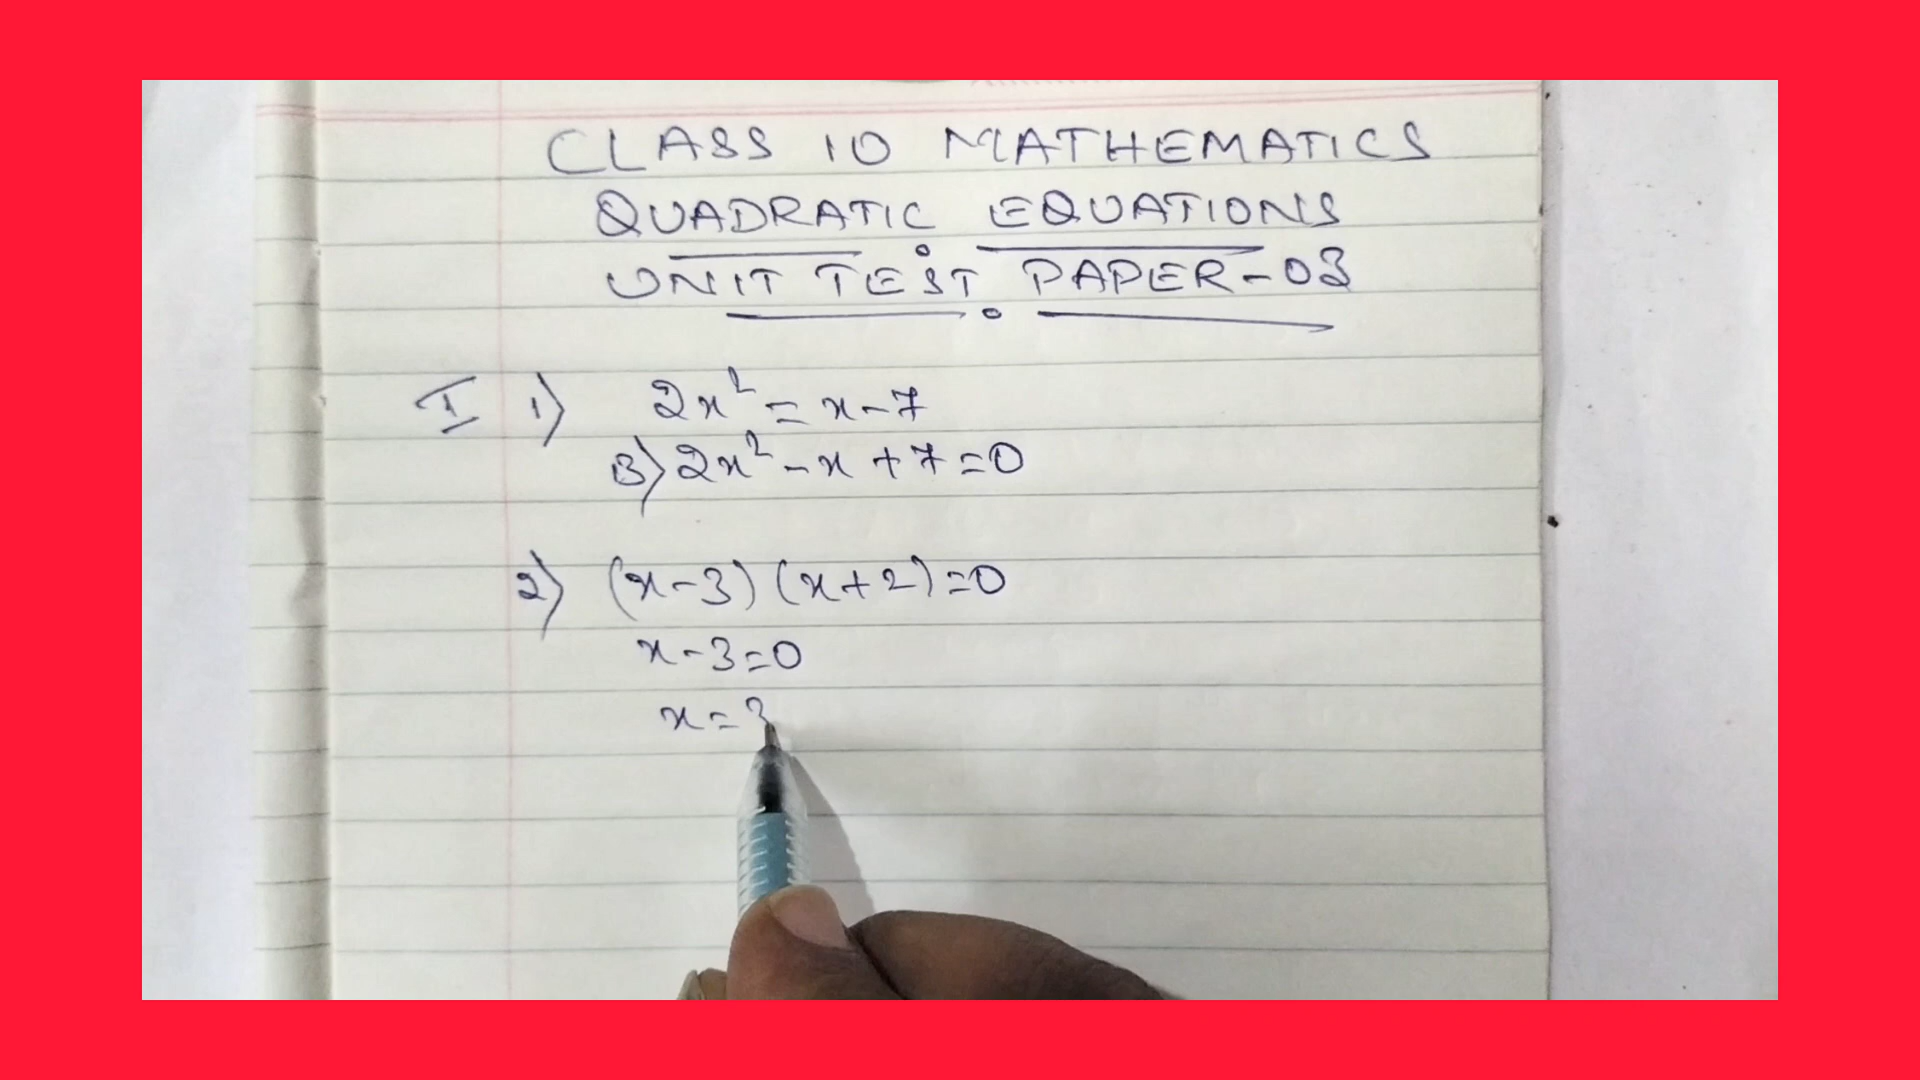 CLASS 10 MATHEMATICS
QUADRATIC EQUATIONS
UNIT TEST PAPER-03
I 1) 2x² = x-7
B) 2x² - x + 7 = 0
2) (x-3) (x+2) = 0
x-3=0
x=3